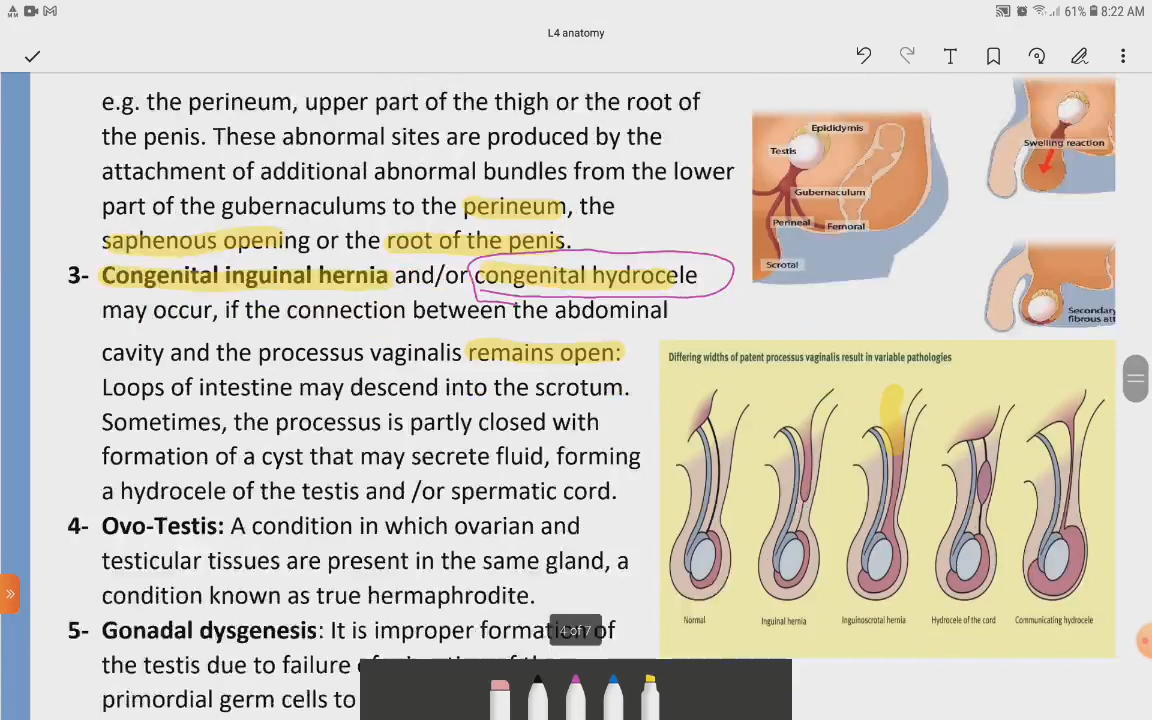 61% 8:22 AM
L4 anatomy
e.g. the perineum, upper part of the thigh or the root of
the penis. These abnormal sites are produced by the
attachment of additional abnormal bundles from the lower
part of the gubernaculums to the perineum, the
saphenous opening or the root of the penis.
3- Congenital inguinal hernia and/or congenital hydrocele
may occur, if the connection between the abdominal
cavity and the processus vaginalis remains open:
Loops of intestine may descend into the scrotum.
Sometimes, the processus is partly closed with
formation of a cyst that may secrete fluid, forming
a hydrocele of the testis and /or spermatic cord.
4- Ovo-Testis: A condition in which ovarian and
testicular tissues are present in the same gland, a
condition known as true hermaphrodite.
5- Gonadal dysgenesis: It is improper formation of
the testis due to failure
primordial germ cells to
4 of 7
Epididymis
Testis
Gubernaculum
Perineal
Femoral
Scrotal
Swelling reaction
Secondar
fibrous att
Differing widths of patent processus vaginalis result in variable pathologies
Normal
Inguinal hernia
Inguinoscrotal hernia
Hydrocele of the cord
Communicating hydrocele